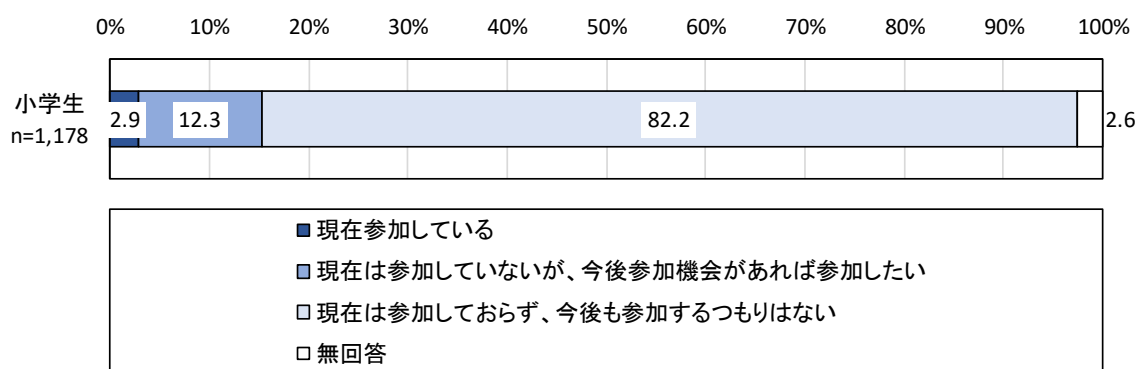 0% 10% 20% 30% 40% 50% 60% 70% 80% 90% 100%
小学生
n=1,178
2.9 12.3 82.2 2.6
現在参加している
現在は参加していないが、今後参加機会があれば参加したい
現在は参加しておらず、今後も参加するつもりはない
無回答